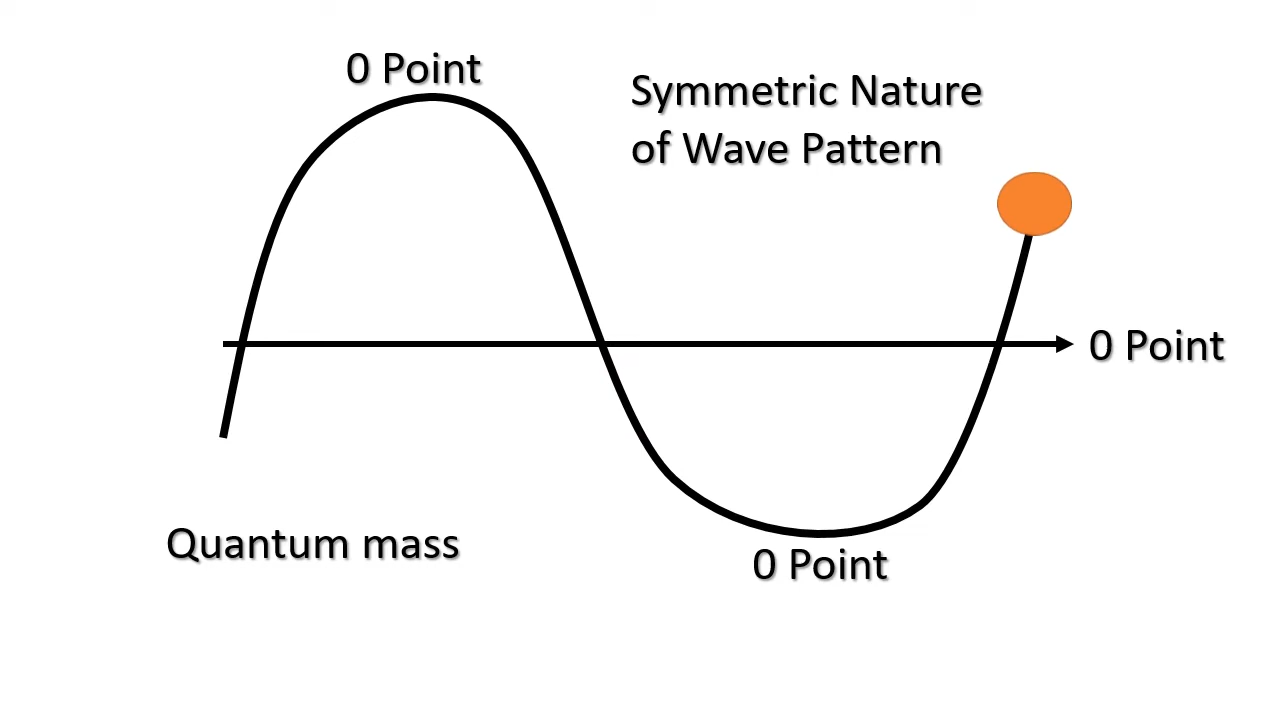 0 Point
Symmetric Nature
of Wave Pattern
0 Point
Quantum mass
0 Point